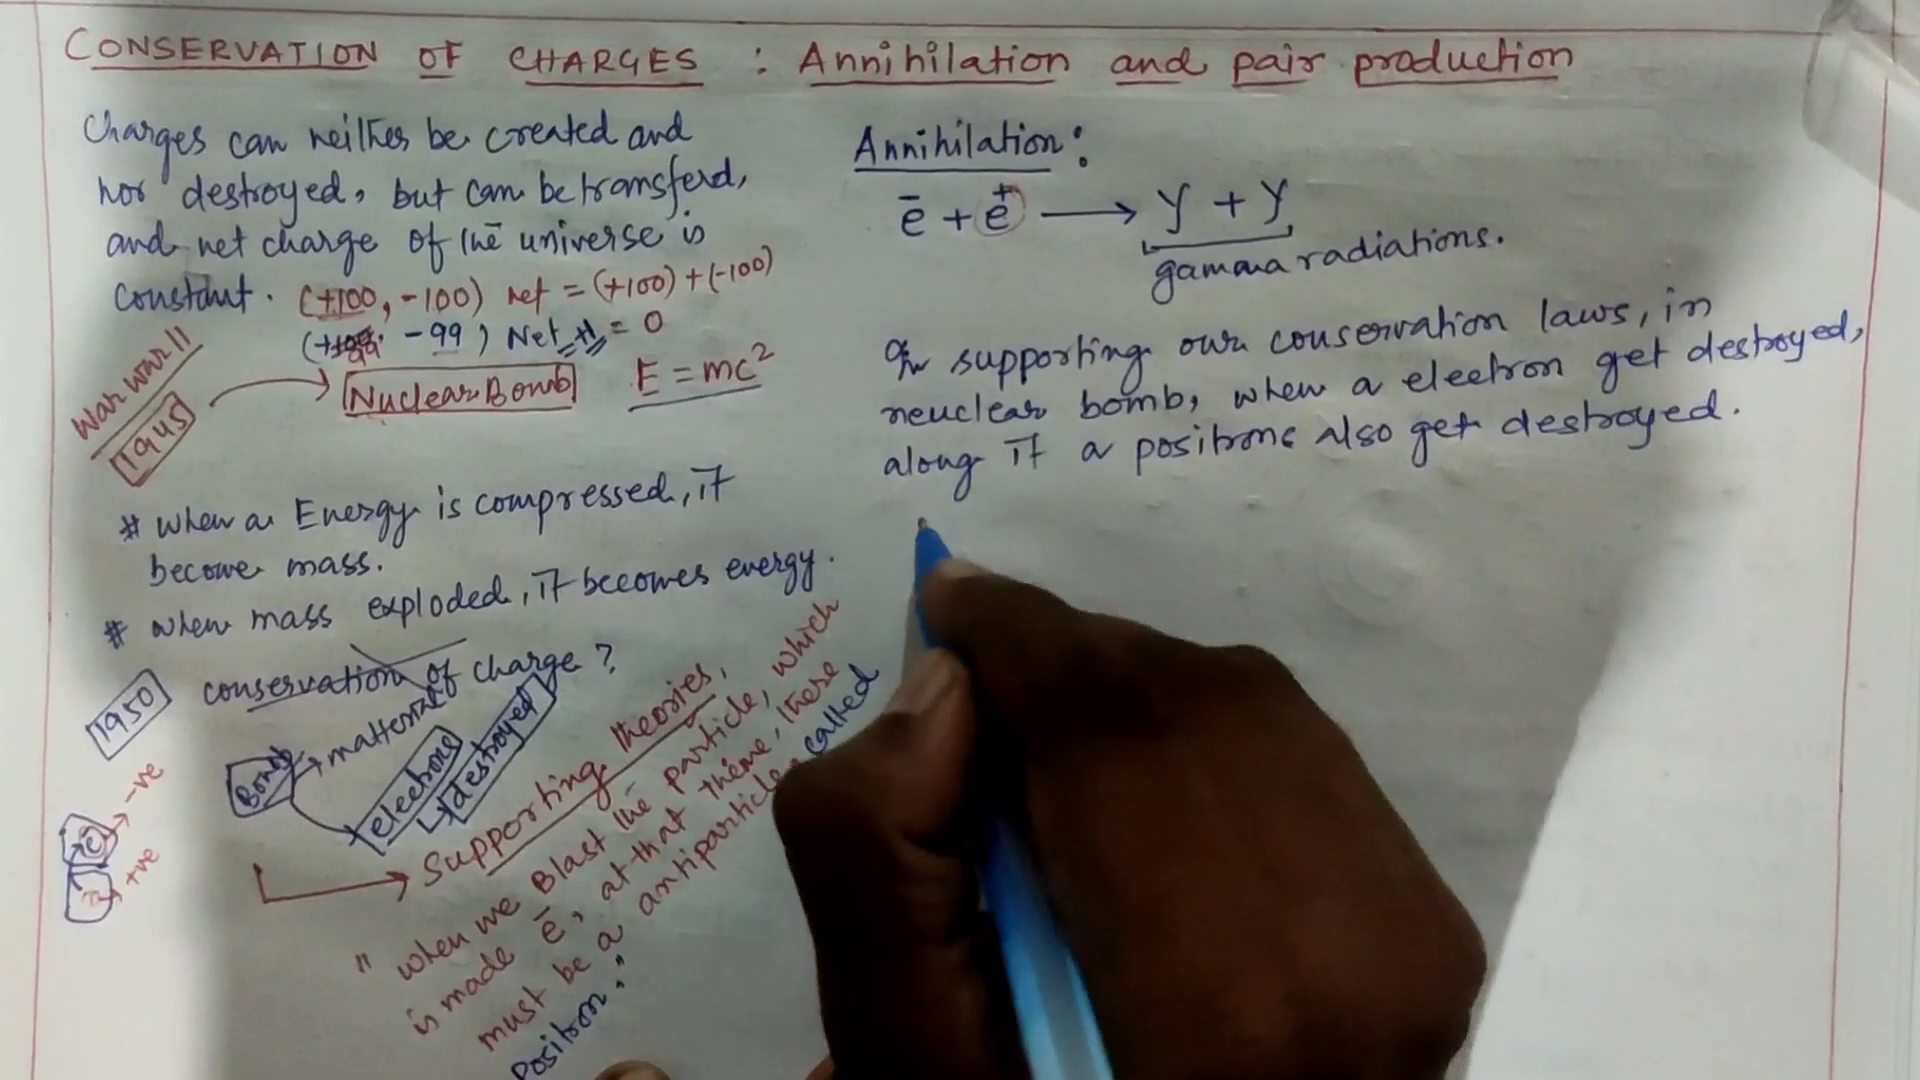 CONSERVATION OF CHARGES : Annihilation and pair production
Charges can neither be created and
nor destroyed, but can be transferd,
and net charge of the universe is
constant. (+100, -100) net = (+100) + (-100)
-99 ) Net = 0
War War II
1945
Nuclear Bomb
E = mc²
# when a Energy is compressed, it
become mass.
# when mass exploded, it becomes energy.
1950
conservation of charge ?
Bomb
matterial
electrons
destroyed
e -ve
+ve
Supporting theories,
" when we Blast the particle, which
is made e⁻, at that theme, there
must be a antiparticle called
Positron."
Annihilation :
e⁻ + e⁺ → γ + γ
gamma radiations.
supporting our conservation laws, in
neuclear bomb, when a electron get destroyed,
along it a positrons also get destroyed.